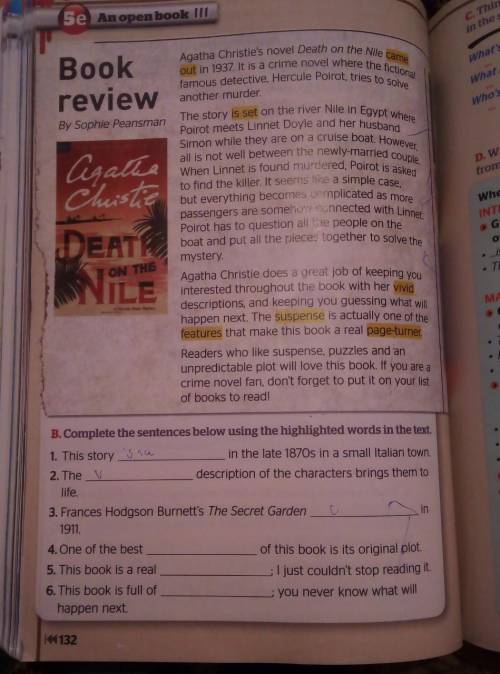 5e An open book
Book
review
By Sophie Peansman
Agatha
Christie
DEATH
ON THE
NILE
Agatha Christie's novel Death on the Nile came
out in 1937. It is a crime novel where the fictional
famous detective, Hercule Poirot, tries to solve
another murder.
The story is set on the river Nile in Egypt where
Poirot meets Linnet Doyle and her husband
Simon while they are on a cruise boat. However,
all is not well between the newly-married couple.
When Linnet is found murdered, Poirot is asked
to find the killer. It seems like a simple case,
but everything becomes complicated as more
passengers are somehow connected with Linnet.
Poirot has to question all the people on the
boat and put all the pieces together to solve the
mystery.
Agatha Christie does a great job of keeping you
interested throughout the book with her vivid
descriptions, and keeping you guessing what will
happen next. The suspense is actually one of the
features that make this book a real page-turner.
Readers who like suspense, puzzles and an
unpredictable plot will love this book. If you are a
crime novel fan, don't forget to put it on your list
of books to read!
B. Complete the sentences below using the highlighted words in the text.
1. This story ____ in the late 1870s in a small Italian town.
2. The v ____ description of the characters brings them to
life.
3. Frances Hodgson Burnett's The Secret Garden ____ in
1911.
4. One of the best ____ of this book is its original plot.
5. This book is a real ____; I just couldn't stop reading it.
6. This book is full of ____; you never know what will
happen next.
132
C. Thin
in the
What's
What
Who's
D. W
from
Whe
INT
G
MA